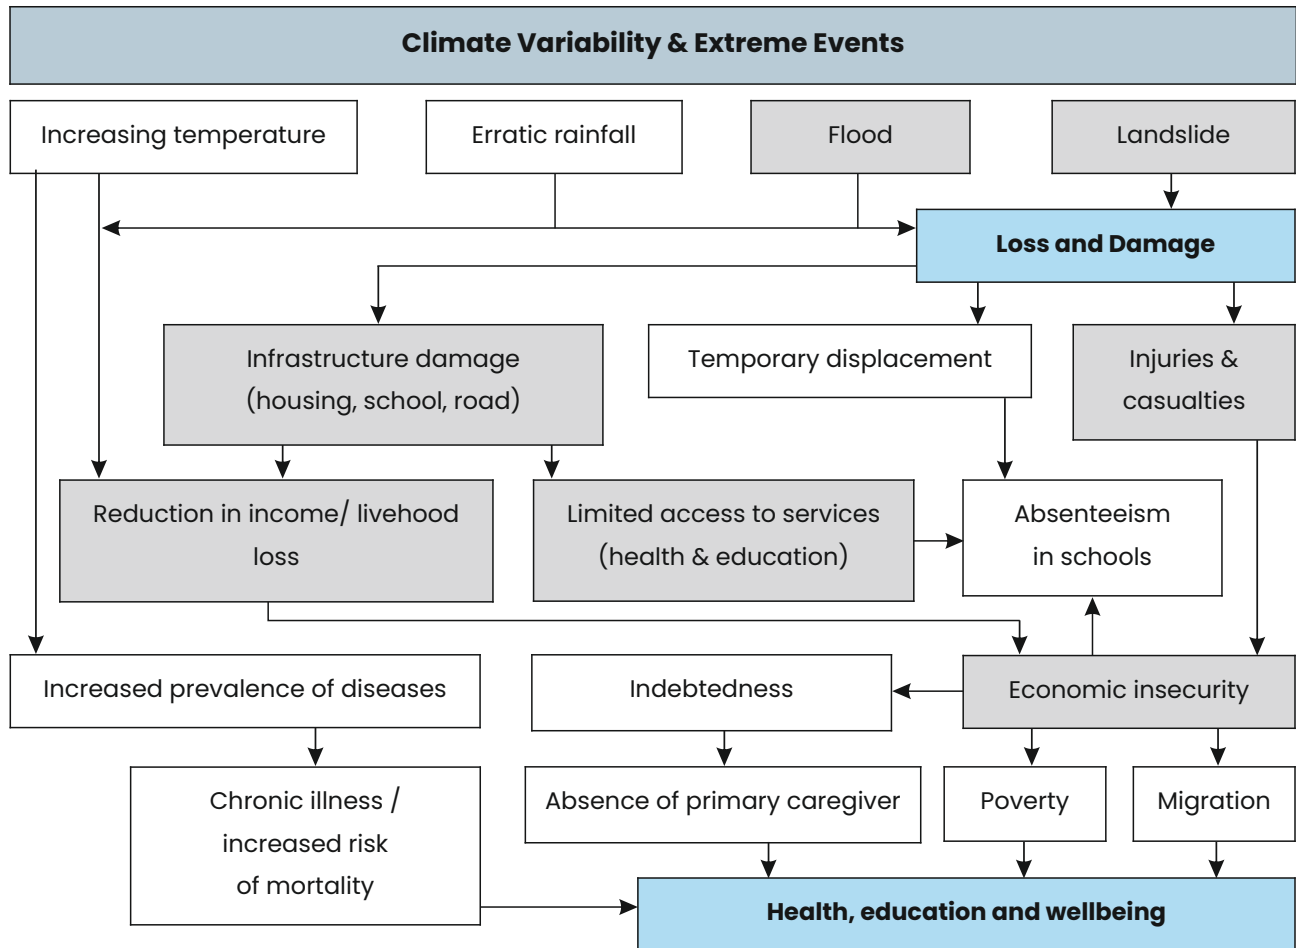 Climate Variability & Extreme Events
Increasing temperature
Erratic rainfall
Flood
Landslide
Loss and Damage
Infrastructure damage
(housing, school, road)
Temporary displacement
Injuries &
casualties
Reduction in income/ livehood
loss
Limited access to services
(health & education)
Absenteeism
in schools
Increased prevalence of diseases
Indebtedness
Economic insecurity
Chronic illness /
increased risk
of mortality
Absence of primary caregiver
Poverty
Migration
Health, education and wellbeing